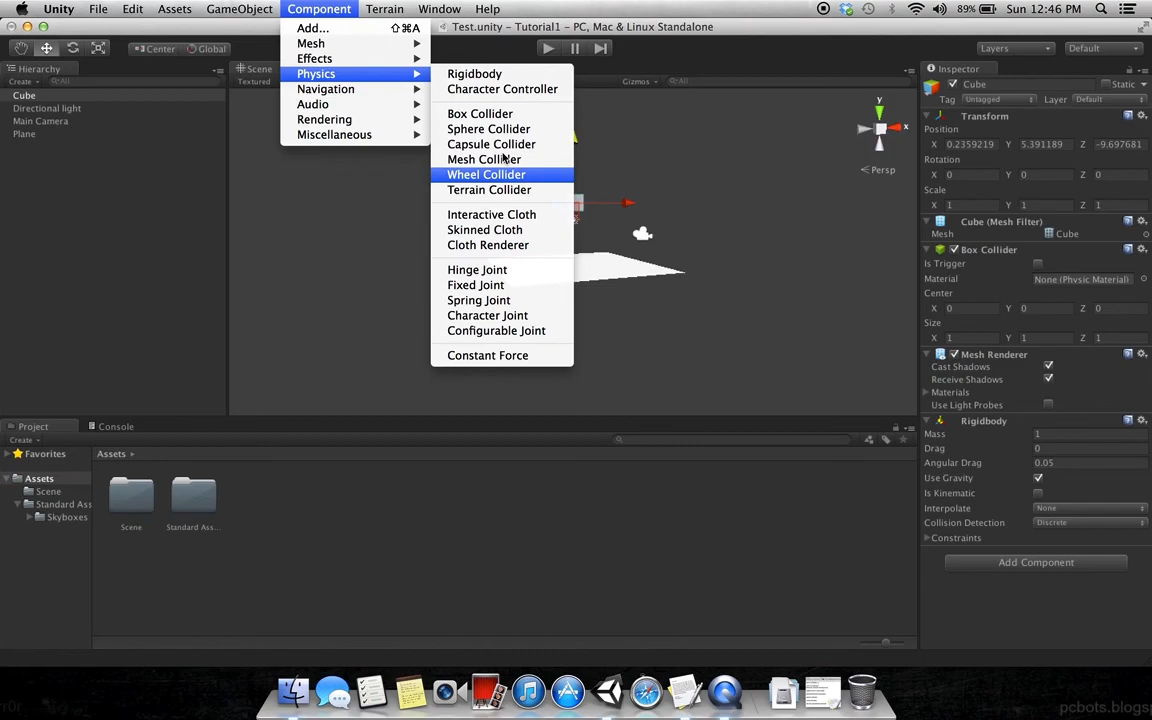 Unity File Edit Assets GameObject Component Terrain Window Help 89% Sun 12:46 PM
Test.unity - Tutorial1 - PC, Mac & Linux Standalone
Center Global Layers Default
Add... ⇧⌘A
Mesh
Effects
Physics
Navigation
Audio
Rendering
Miscellaneous
Rigidbody
Character Controller
Box Collider
Sphere Collider
Capsule Collider
Mesh Collider
Wheel Collider
Terrain Collider
Interactive Cloth
Skinned Cloth
Cloth Renderer
Hinge Joint
Fixed Joint
Spring Joint
Character Joint
Configurable Joint
Constant Force
Hierarchy
Create All
Cube
Directional light
Main Camera
Plane
Scene
Textured Gizmos All
y
x
Persp
Inspector
Cube Static
Tag Untagged Layer Default
Transform
Position
X 0.2359219 Y 5.391189 Z -9.697681
Rotation
X 0 Y 0 Z 0
Scale
X 1 Y 1 Z 1
Cube (Mesh Filter)
Mesh Cube
Box Collider
Is Trigger
Material None (Physic Material)
Center
X 0 Y 0 Z 0
Size
X 1 Y 1 Z 1
Mesh Renderer
Cast Shadows
Receive Shadows
Materials
Use Light Probes
Rigidbody
Mass 1
Drag 0
Angular Drag 0.05
Use Gravity
Is Kinematic
Interpolate None
Collision Detection Discrete
Constraints
Add Component
Project Console
Create
Favorites
Assets
Scene
Standard Ass
Skyboxes
Assets
Scene
Standard Ass...
pcbots.blogsp